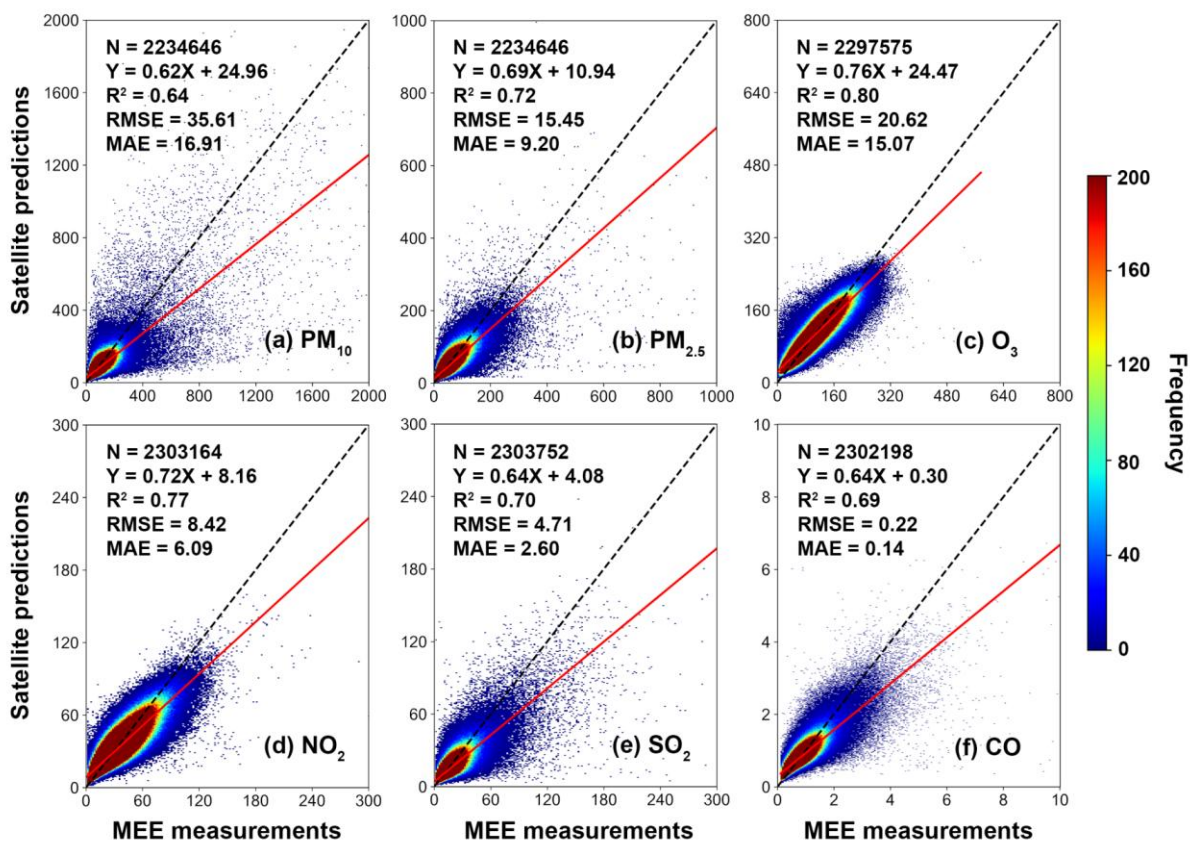 2000
1600
1200
800
400
0
N = 2234646
Y = 0.62X + 24.96
R² = 0.64
RMSE = 35.61
MAE = 16.91
(a) PM₁₀
0 400 800 1200 1600 2000
1000
800
600
400
200
0
N = 2234646
Y = 0.69X + 10.94
R² = 0.72
RMSE = 15.45
MAE = 9.20
(b) PM₂.₅
0 200 400 600 800 1000
800
640
480
320
160
0
N = 2297575
Y = 0.76X + 24.47
R² = 0.80
RMSE = 20.62
MAE = 15.07
(c) O₃
0 160 320 480 640 800
Satellite predictions
300
240
180
120
60
0
N = 2303164
Y = 0.72X + 8.16
R² = 0.77
RMSE = 8.42
MAE = 6.09
(d) NO₂
0 60 120 180 240 300
MEE measurements
300
240
180
120
60
0
N = 2303752
Y = 0.64X + 4.08
R² = 0.70
RMSE = 4.71
MAE = 2.60
(e) SO₂
0 60 120 180 240 300
MEE measurements
10
8
6
4
2
0
N = 2302198
Y = 0.64X + 0.30
R² = 0.69
RMSE = 0.22
MAE = 0.14
(f) CO
0 2 4 6 8 10
MEE measurements
Satellite predictions
200
160
120
80
40
0
Frequency